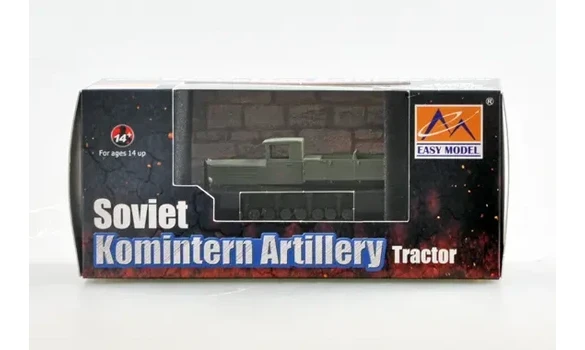 14+
For ages 14 up
®
EASY MODEL
Soviet
Komintern Artillery Tractor